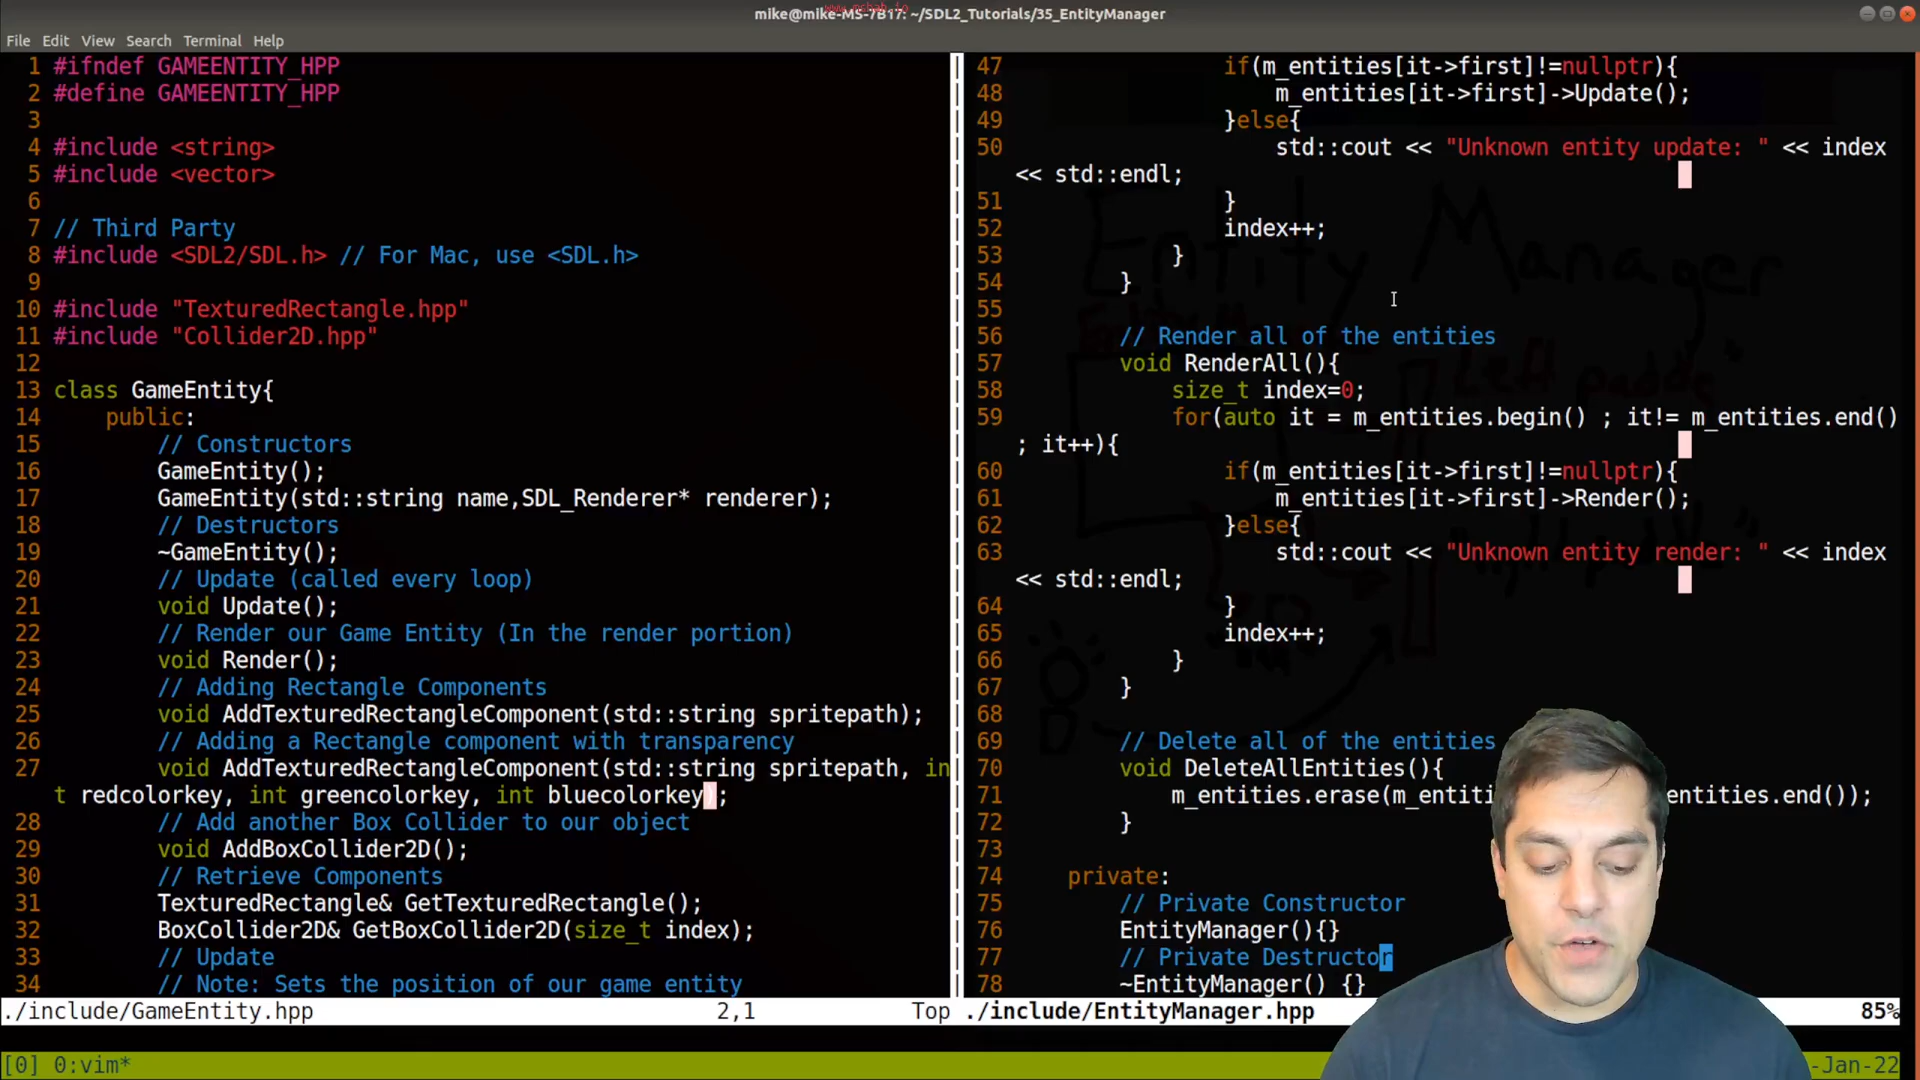 www.mshah.io
mike@mike-MS-7B17: ~/SDL2_Tutorials/35_EntityManager
File Edit View Search Terminal Help
1 #ifndef GAMEENTITY_HPP
2 #define GAMEENTITY_HPP
3
4 #include <string>
5 #include <vector>
6
7 // Third Party
8 #include <SDL2/SDL.h> // For Mac, use <SDL.h>
9
10 #include "TexturedRectangle.hpp"
11 #include "Collider2D.hpp"
12
13 class GameEntity{
14 public:
15 // Constructors
16 GameEntity();
17 GameEntity(std::string name,SDL_Renderer* renderer);
18 // Destructors
19 ~GameEntity();
20 // Update (called every loop)
21 void Update();
22 // Render our Game Entity (In the render portion)
23 void Render();
24 // Adding Rectangle Components
25 void AddTexturedRectangleComponent(std::string spritepath);
26 // Adding a Rectangle component with transparency
27 void AddTexturedRectangleComponent(std::string spritepath, in
t redcolorkey, int greencolorkey, int bluecolorkey);
28 // Add another Box Collider to our object
29 void AddBoxCollider2D();
30 // Retrieve Components
31 TexturedRectangle& GetTexturedRectangle();
32 BoxCollider2D& GetBoxCollider2D(size_t index);
33 // Update
34 // Note: Sets the position of our game entity
./include/GameEntity.hpp 2,1 Top
47 if(m_entities[it->first]!=nullptr){
48 m_entities[it->first]->Update();
49 }else{
50 std::cout << "Unknown entity update: " << index
<< std::endl;
51 }
52 index++;
53 }
54 }
55
56 // Render all of the entities
57 void RenderAll(){
58 size_t index=0;
59 for(auto it = m_entities.begin() ; it!= m_entities.end()
; it++){
60 if(m_entities[it->first]!=nullptr){
61 m_entities[it->first]->Render();
62 }else{
63 std::cout << "Unknown entity render: " << index
<< std::endl;
64 }
65 index++;
66 }
67 }
68
69 // Delete all of the entities
70 void DeleteAllEntities(){
71 m_entities.erase(m_entiti entities.end());
72 }
73
74 private:
75 // Private Constructor
76 EntityManager(){}
77 // Private Destructor
78 ~EntityManager() {}
./include/EntityManager.hpp 85%
Entity Manager
Left paddle"
[0] 0:vim* -Jan-22